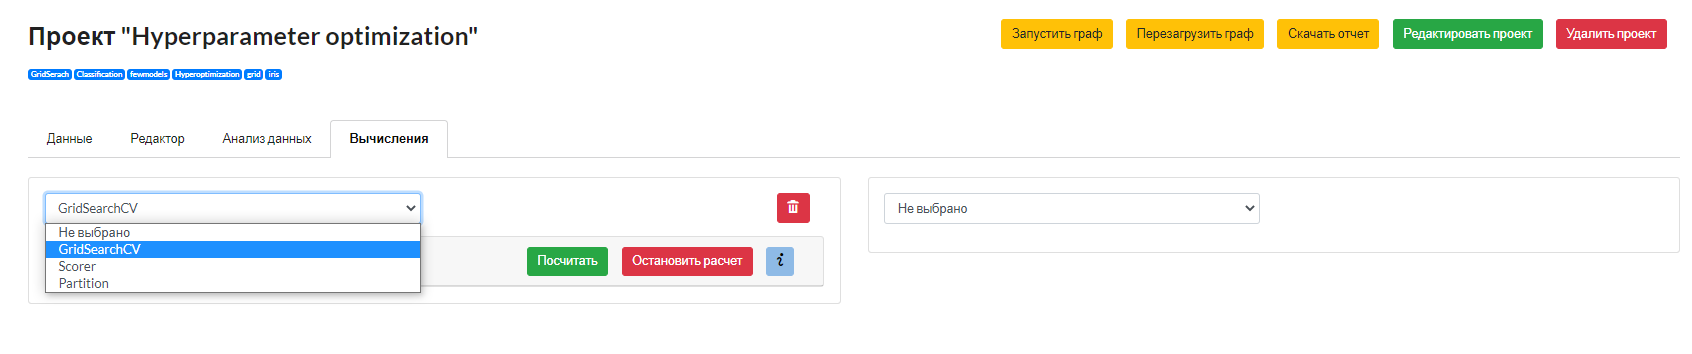 Проект "Hyperparameter optimization"
Запустить граф Перезагрузить граф Скачать отчет Редактировать проект Удалить проект
GridSerach Classification fewmodels Hyperoptimization grid iris
Данные Редактор Анализ данных Вычисления
GridSearchCV
Не выбрано
GridSearchCV
Scorer
Partition
Посчитать Остановить расчет i
Не выбрано